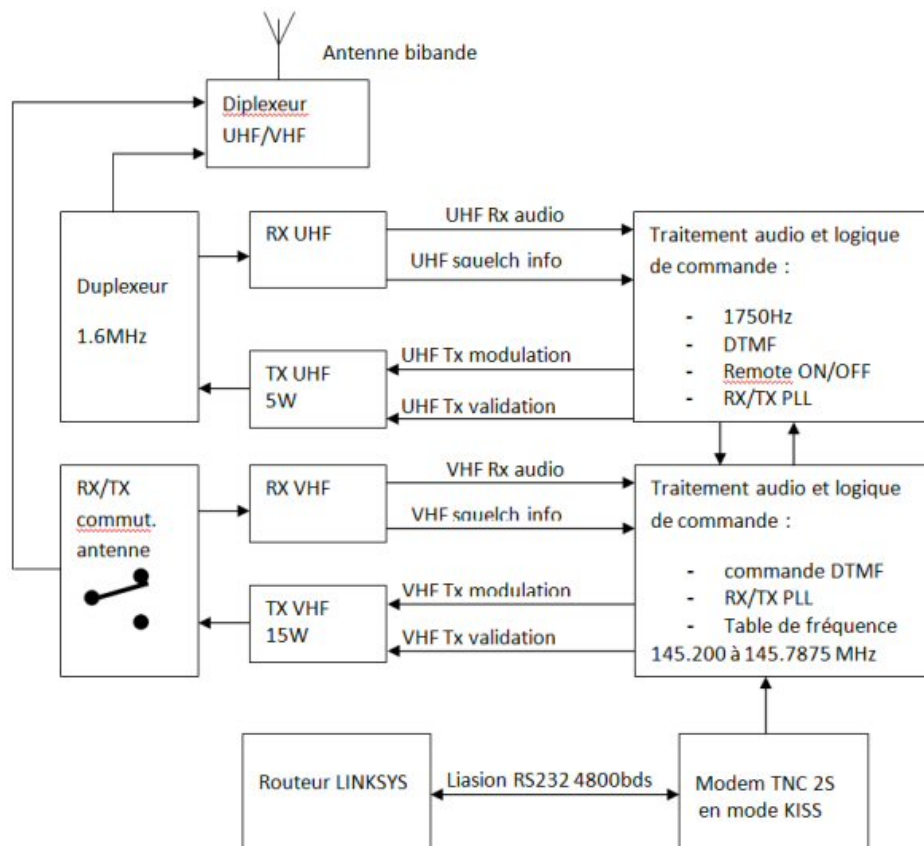 Antenne bibande
Diplexeur
UHF/VHF
Duplexeur
1.6MHz
RX UHF
UHF Rx audio
UHF squelch info
TX UHF
5W
UHF Tx modulation
UHF Tx validation
Traitement audio et logique
de commande :
- 1750Hz
- DTMF
- Remote ON/OFF
- RX/TX PLL
RX/TX
commut.
antenne
RX VHF
VHF Rx audio
VHF squelch info
TX VHF
15W
VHF Tx modulation
VHF Tx validation
Traitement audio et logique
de commande :
- commande DTMF
- RX/TX PLL
- Table de fréquence
145.200 à 145.7875 MHz
Routeur LINKSYS
Liasion RS232 4800bds
Modem TNC 2S
en mode KISS